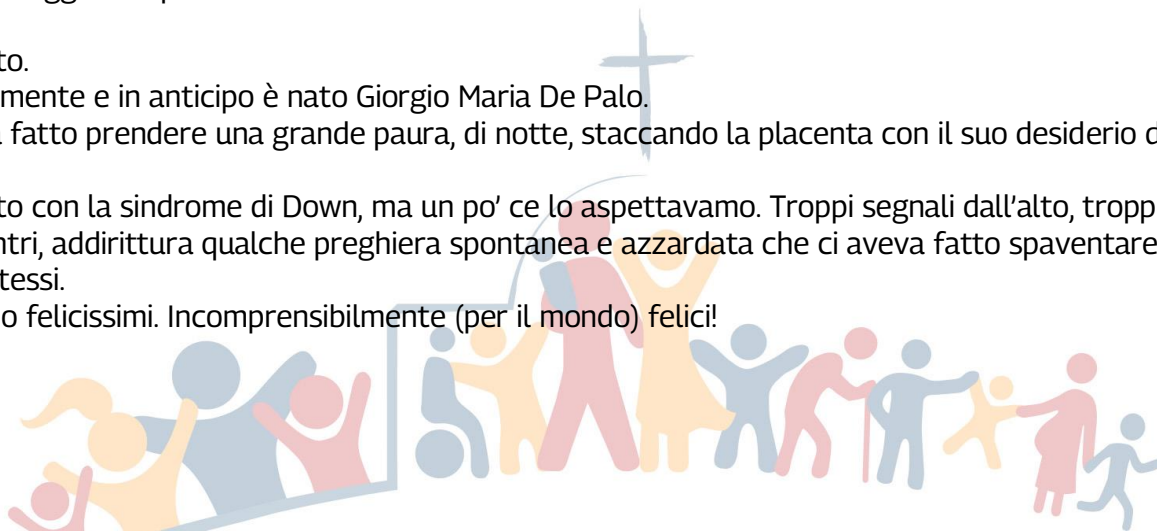 to.
mente e in anticipo è nato Giorgio Maria De Palo.
fatto prendere una grande paura, di notte, staccando la placenta con il suo desiderio d
to con la sindrome di Down, ma un po’ ce lo aspettavamo. Troppi segnali dall’alto, tropp
ntri, addirittura qualche preghiera spontanea e azzardata che ci aveva fatto spaventare
tessi.
o felicissimi. Incomprensibilmente (per il mondo) felici!